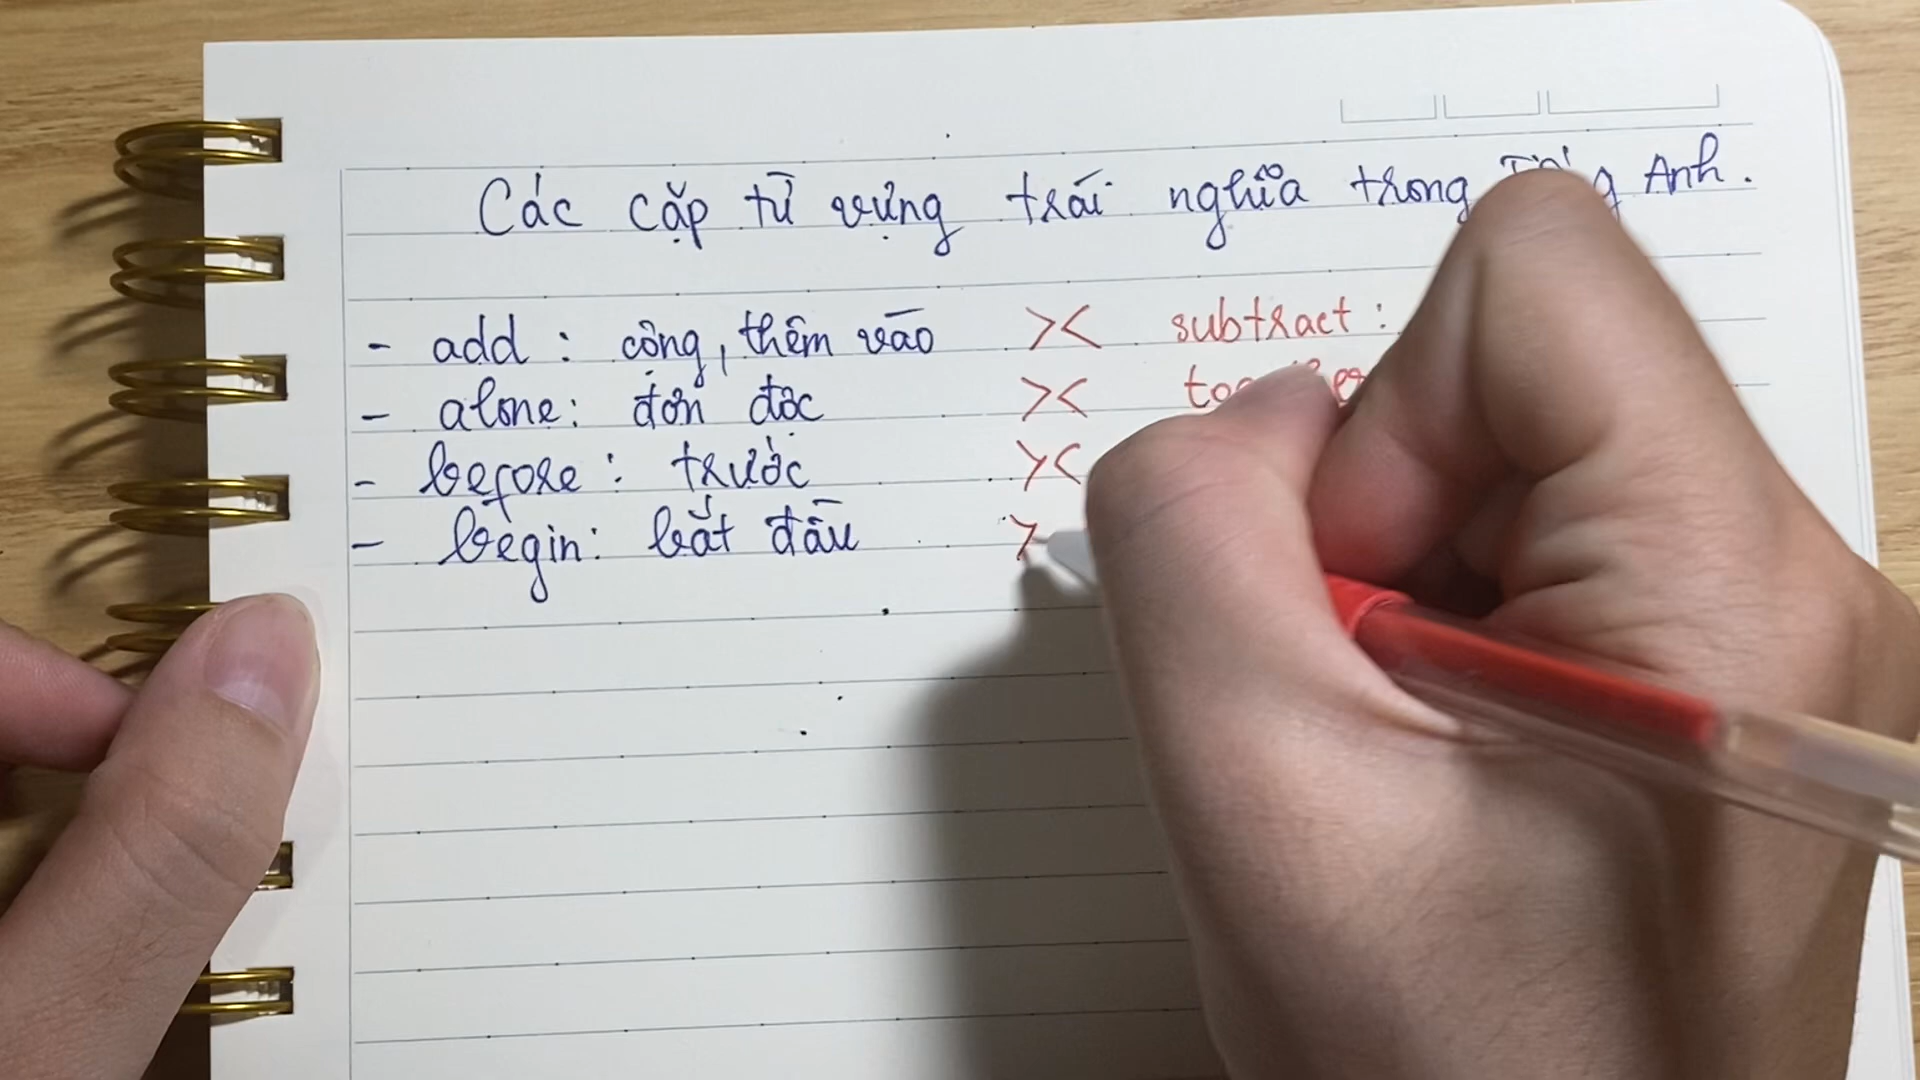 Các cặp từ vựng trái nghĩa trong Anh.
- add : cộng, thêm vào >< subtract :
- alone: đơn độc ><
- before : trước ><
- begin: bắt đầu >